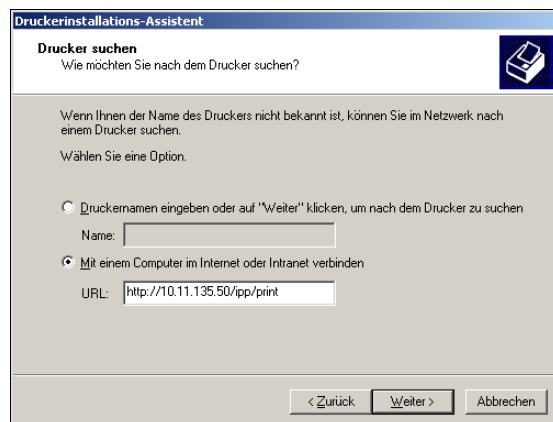 Druckerinstallations-Assistent
Drucker suchen
Wie möchten Sie nach dem Drucker suchen?
Wenn Ihnen der Name des Druckers nicht bekannt ist, können Sie im Netzwerk nach
einem Drucker suchen.
Wählen Sie eine Option.
Druckernamen eingeben oder auf "Weiter" klicken, um nach dem Drucker zu suchen
Name:
Mit einem Computer im Internet oder Intranet verbinden
URL: http://10.11.135.50/ipp/print
< Zurück Weiter > Abbrechen